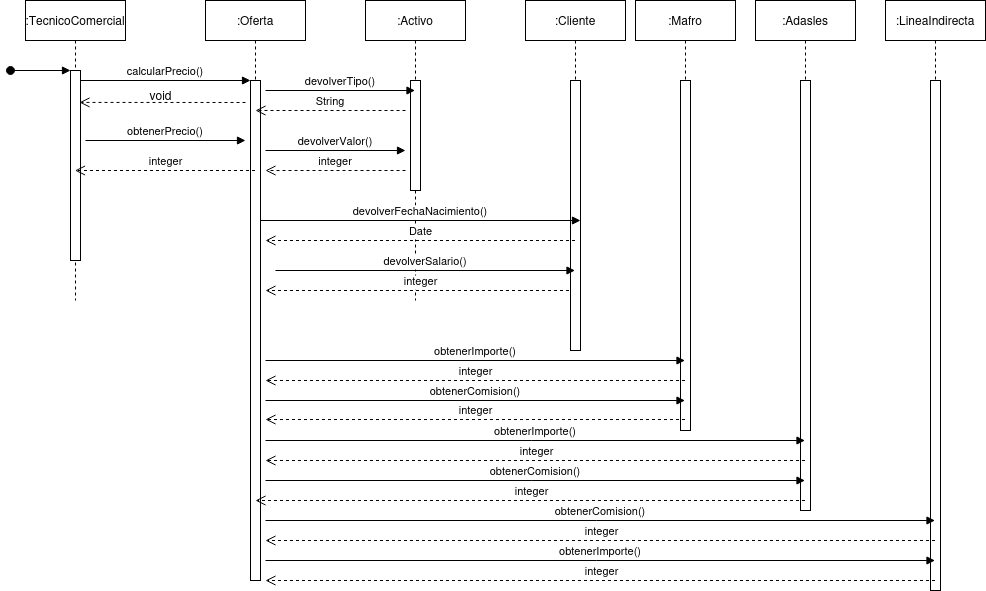 :TecnicoComercial
:Oferta
:Activo
:Cliente
:Mafro
:Adasles
:LineaIndirecta
calcularPrecio()
devolverTipo()
void
String
obtenerPrecio()
devolverValor()
integer
integer
devolverFechaNacimiento()
Date
devolverSalario()
integer
obtenerImporte()
integer
obtenerComision()
integer
obtenerImporte()
integer
obtenerComision()
integer
obtenerComision()
integer
obtenerImporte()
integer